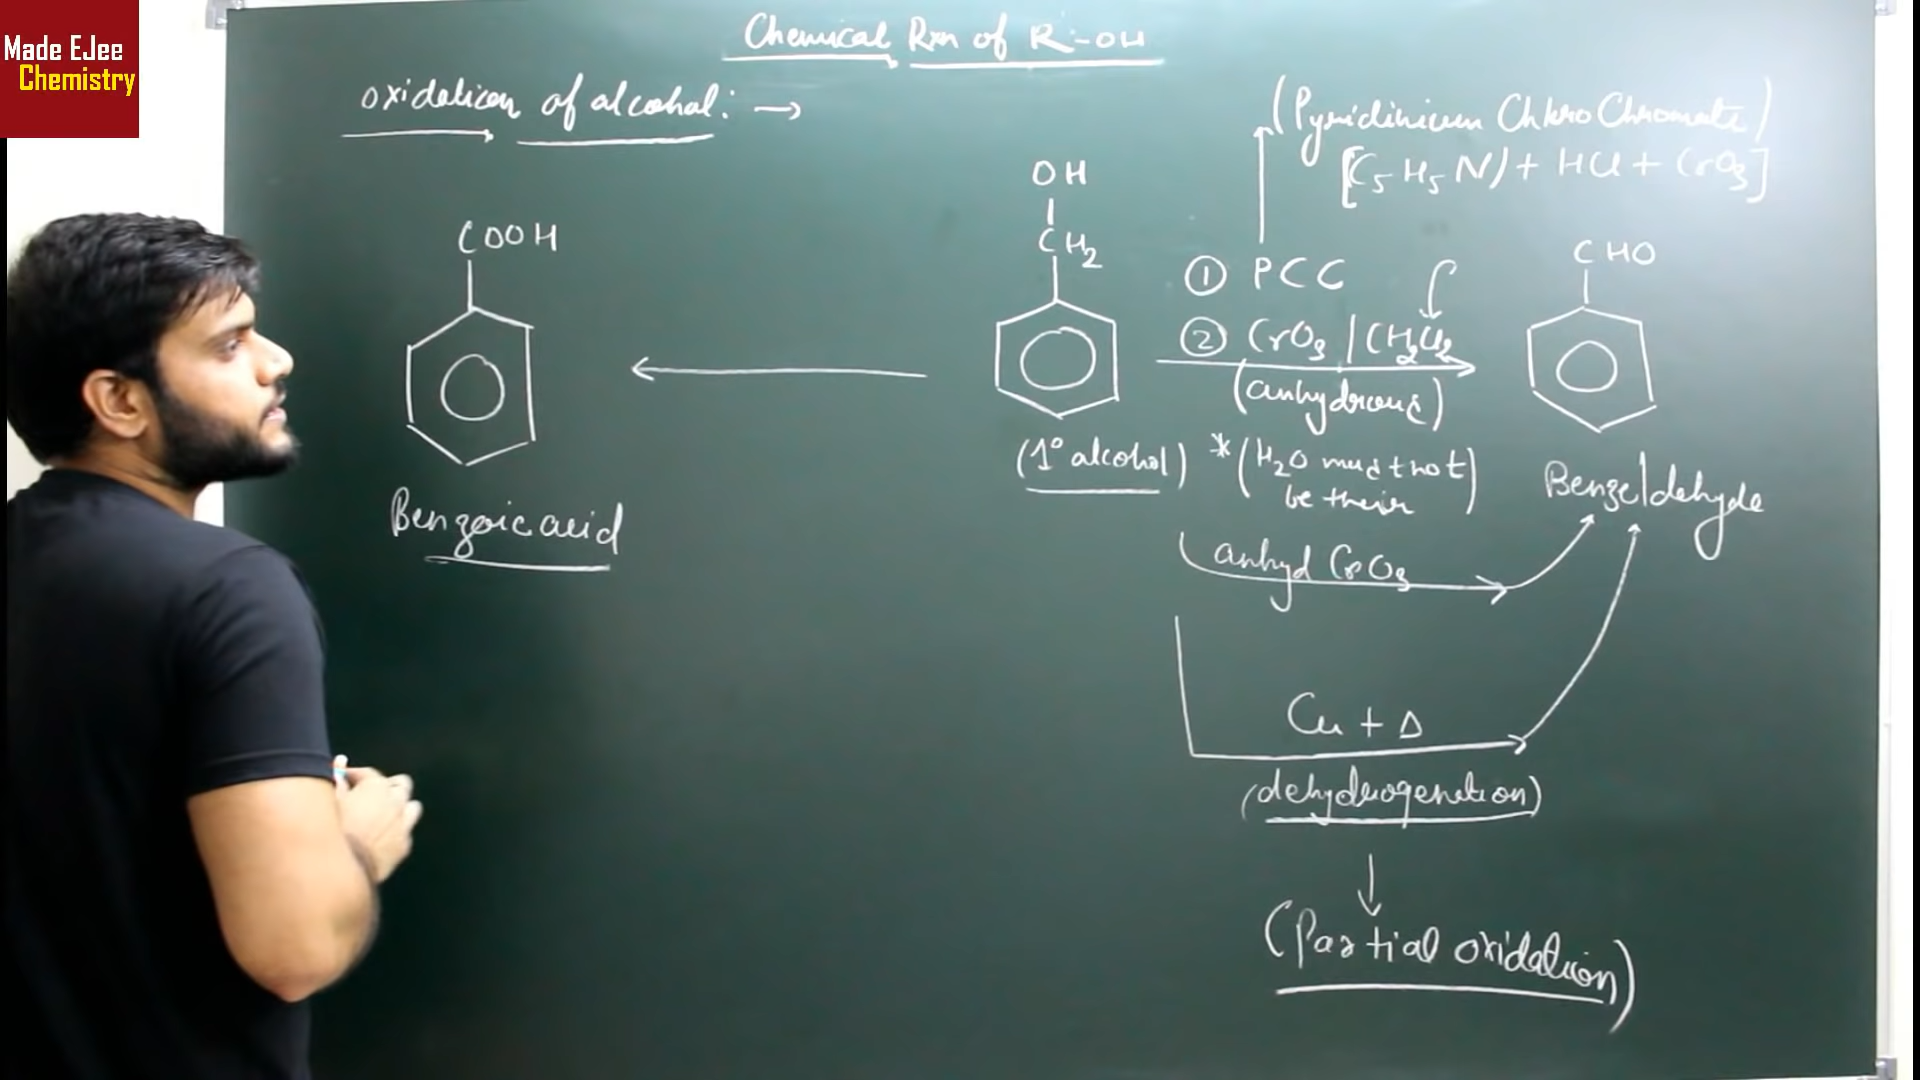 Made EJee
Chemistry
Chemical Rxn of R-OH
oxidation of alcohal: →
(Pyridinium Chloro Chromate)
[C5H5N) + HCl + CrO3]
OH
CH2
COOH
① PCC
② CrO3 / CH2Cl2
(anhydrous)
CHO
(1° alcohol)
*(H2O must not
be their)
Benzaldehyde
Benzoic acid
anhyd CrO3
Cu + Δ
(dehydrogenation)
(Partial oxidation)